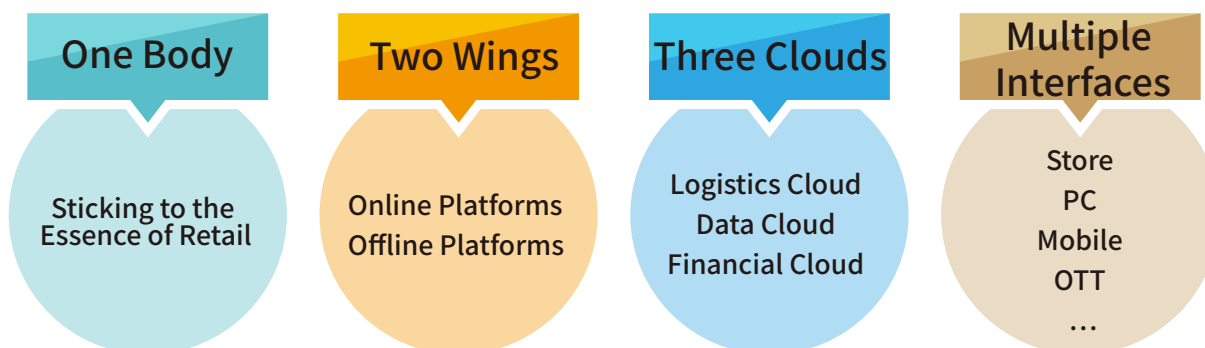 One Body
Sticking to the
Essence of Retail
Two Wings
Online Platforms
Offline Platforms
Three Clouds
Logistics Cloud
Data Cloud
Financial Cloud
Multiple
Interfaces
Store
PC
Mobile
OTT
...